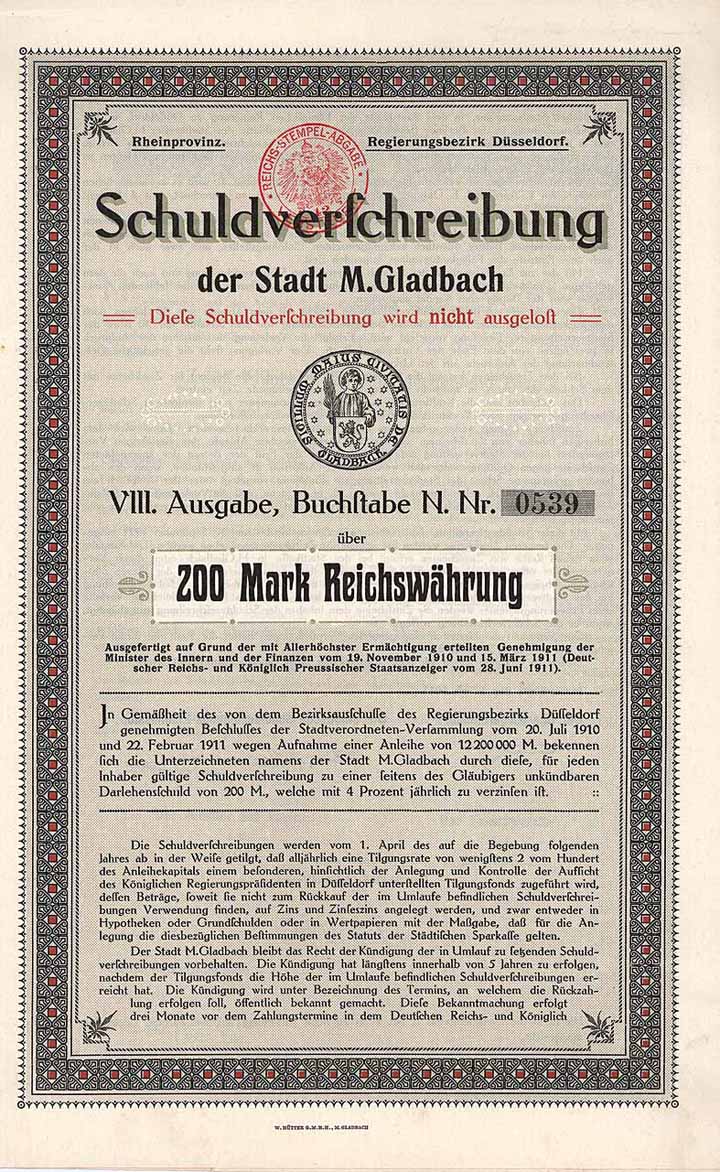 Rheinprovinz.
REICHS-STEMPEL-ABGABE
Regierungsbezirk Düsseldorf.
Schuldverſchreibung
der Stadt M.Gladbach
Dieſe Schuldverſchreibung wird nicht ausgeloſt
SIGILLUM MAIUS CIVITATIS DE GLADBACH
VIII. Ausgabe, Buchſtabe N. Nr. 0539
über
200 Mark Reichswährung
Ausgefertigt auf Grund der mit Allerhöchster Ermächtigung erteilten Genehmigung der
Minister des Innern und der Finanzen vom 19. November 1910 und 15. März 1911 (Deut-
scher Reichs- und Königlich Preussischer Staatsanzeiger vom 28. Juni 1911).
In Gemäßheit des von dem Bezirksausſchuſſe des Regierungsbezirks Düſſeldorf
genehmigten Beſchluſſes der Stadtverordneten-Verſammlung vom 20. Juli 1910
und 22. Februar 1911 wegen Aufnahme einer Anleihe von 12200000 M. bekennen
ſich die Unterzeichneten namens der Stadt M.Gladbach durch dieſe, für jeden
Inhaber gültige Schuldverſchreibung zu einer ſeitens des Gläubigers unkündbaren
Darlehensſchuld von 200 M., welche mit 4 Prozent jährlich zu verzinſen iſt. ::
Die Schuldverſchreibungen werden vom 1. April des auf die Begebung folgenden
Jahres ab in der Weiſe getilgt, daß alljährlich eine Tilgungsrate von wenigſtens 2 vom Hundert
des Anleihekapitals einem beſonderen, hinſichtlich der Anlegung und Kontrolle der Aufſicht
des Königlichen Regierungspräſidenten in Düſſeldorf unterſtellten Tilgungsfonds zugeführt wird,
deſſen Beträge, ſoweit ſie nicht zum Rückauf der im Umlaufe befindlichen Schuldverſchrei-
bungen Verwendung finden, auf Zins und Zinſeszins angelegt werden, und zwar entweder in
Hypotheken oder Grundſchulden oder in Wertpapieren mit der Maßgabe, daß für die An-
legung die diesbezüglichen Beſtimmungen des Statuts der Städtiſchen Sparkaſſe gelten.
Der Stadt M.Gladbach bleibt das Recht der Kündigung der in Umlauf zu ſetzenden Schuld-
verſchreibungen vorbehalten. Die Kündigung hat längſtens innerhalb von 5 Jahren zu erfolgen,
nachdem der Tilgungsfonds die Höhe der im Umlaufe befindlichen Schuldverſchreibungen er-
reicht hat. Die Kündigung wird unter Bezeichnung des Termins, an welchem die Rückzah-
lung erfolgen ſoll, öffentlich bekannt gemacht. Dieſe Bekanntmachung erfolgt
drei Monate vor dem Zahlungstermine in dem Deutſchen Reichs- und Königlich
W. HÜTTER G.M.B.H., M.GLADBACH